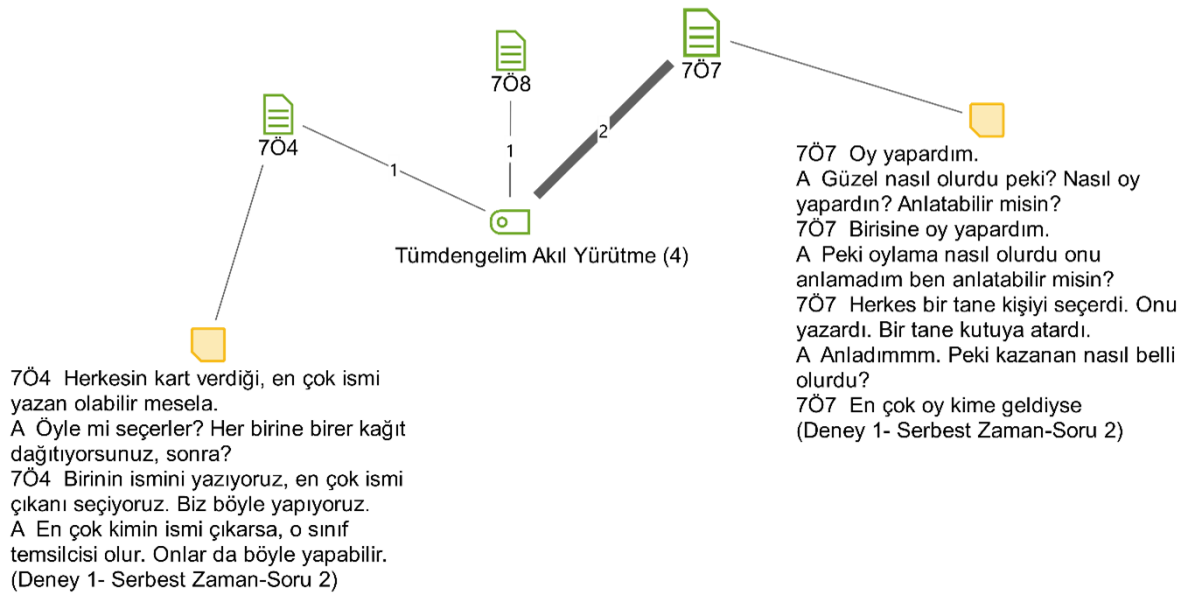 7Ö8
7Ö7
7Ö4
1
1
2
Tümdengelim Akıl Yürütme (4)
7Ö7 Oy yapardım.
A Güzel nasıl olurdu peki? Nasıl oy
yapardın? Anlatabilir misin?
7Ö7 Birisine oy yapardım.
A Peki oylama nasıl olurdu onu
anlamadım ben anlatabilir misin?
7Ö7 Herkes bir tane kişiyi seçerdi. Onu
yazardı. Bir tane kutuya atardı.
A Anladımmm. Peki kazanan nasıl belli
olurdu?
7Ö7 En çok oy kime geldiyse
(Deney 1- Serbest Zaman-Soru 2)
7Ö4 Herkesin kart verdiği, en çok ismi
yazan olabilir mesela.
A Öyle mi seçerler? Her birine birer kağıt
dağıtıyorsunuz, sonra?
7Ö4 Birinin ismini yazıyoruz, en çok ismi
çıkanı seçiyoruz. Biz böyle yapıyoruz.
A En çok kimin ismi çıkarsa, o sınıf
temsilcisi olur. Onlar da böyle yapabilir.
(Deney 1- Serbest Zaman-Soru 2)